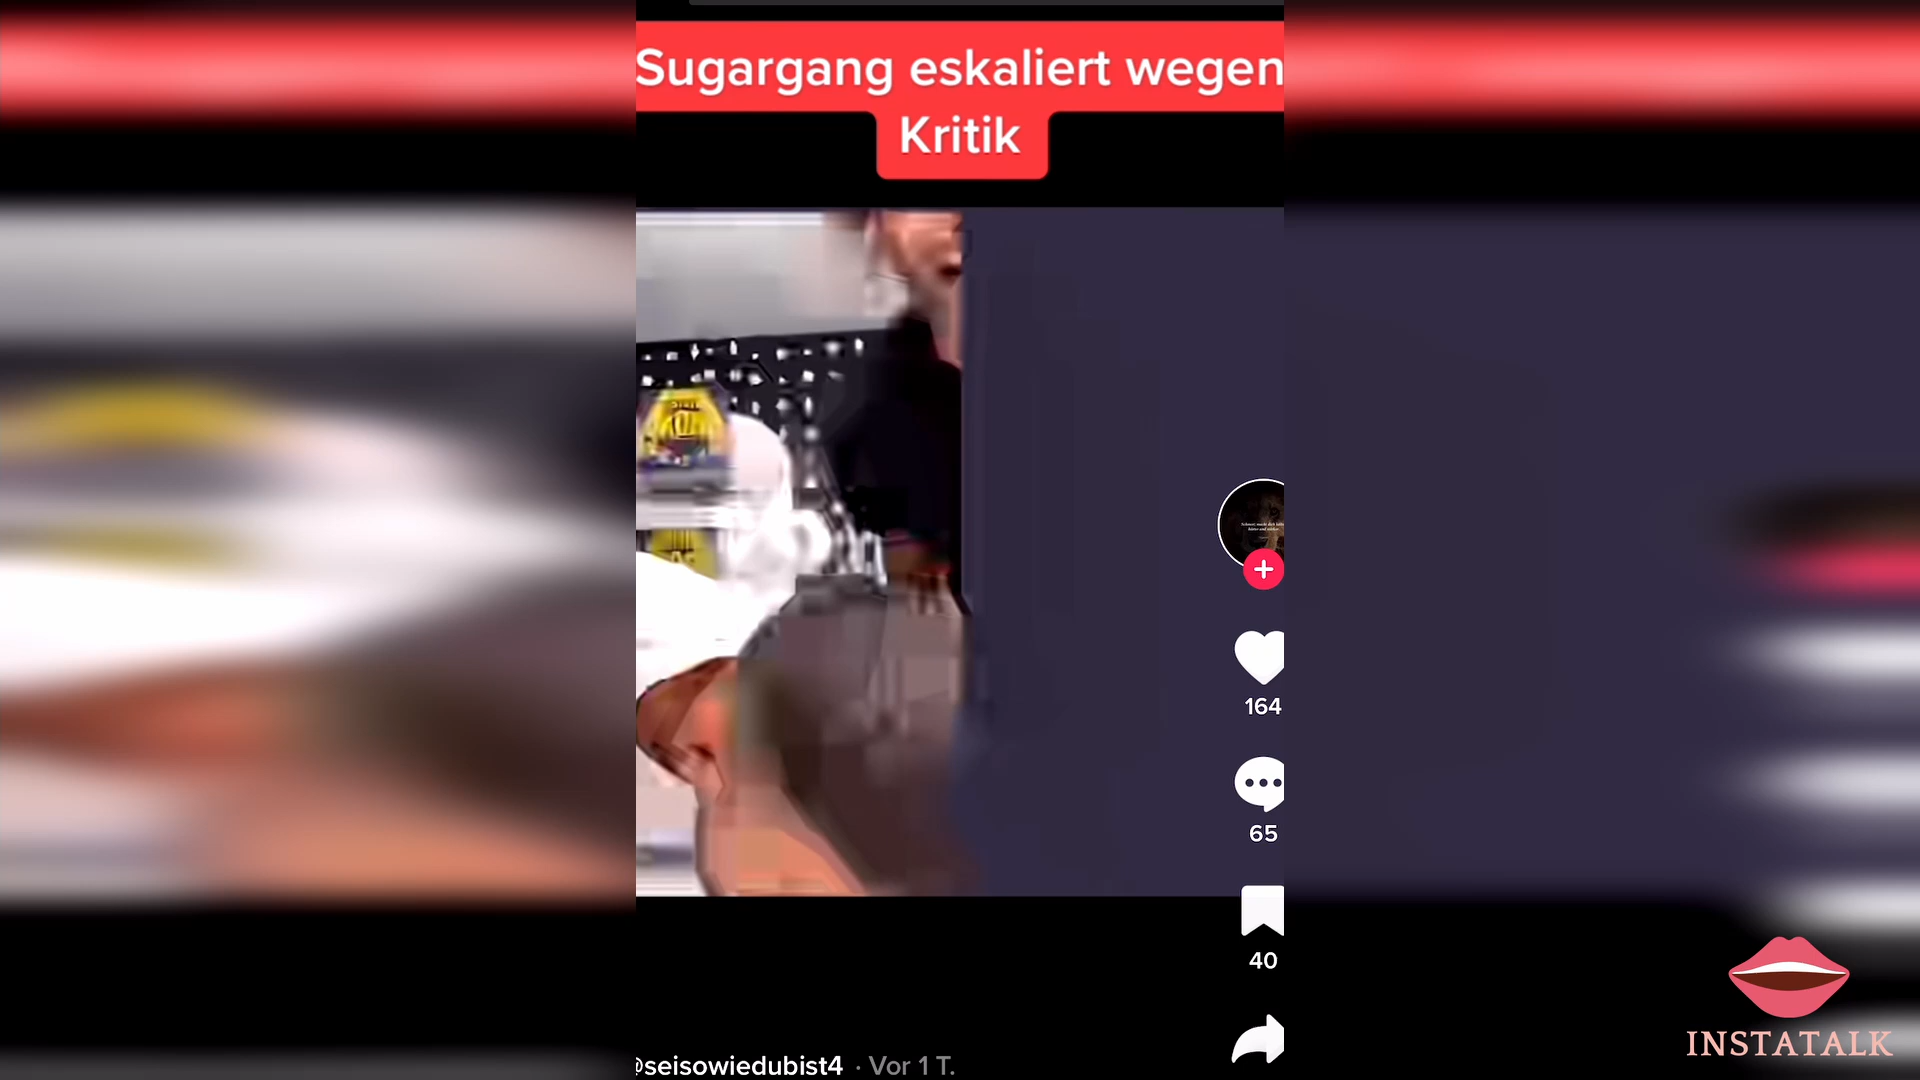 Sugargang eskaliert wegen
Kritik
164
65
40
@seisowiedubist4 · Vor 1 T.
INSTATALK